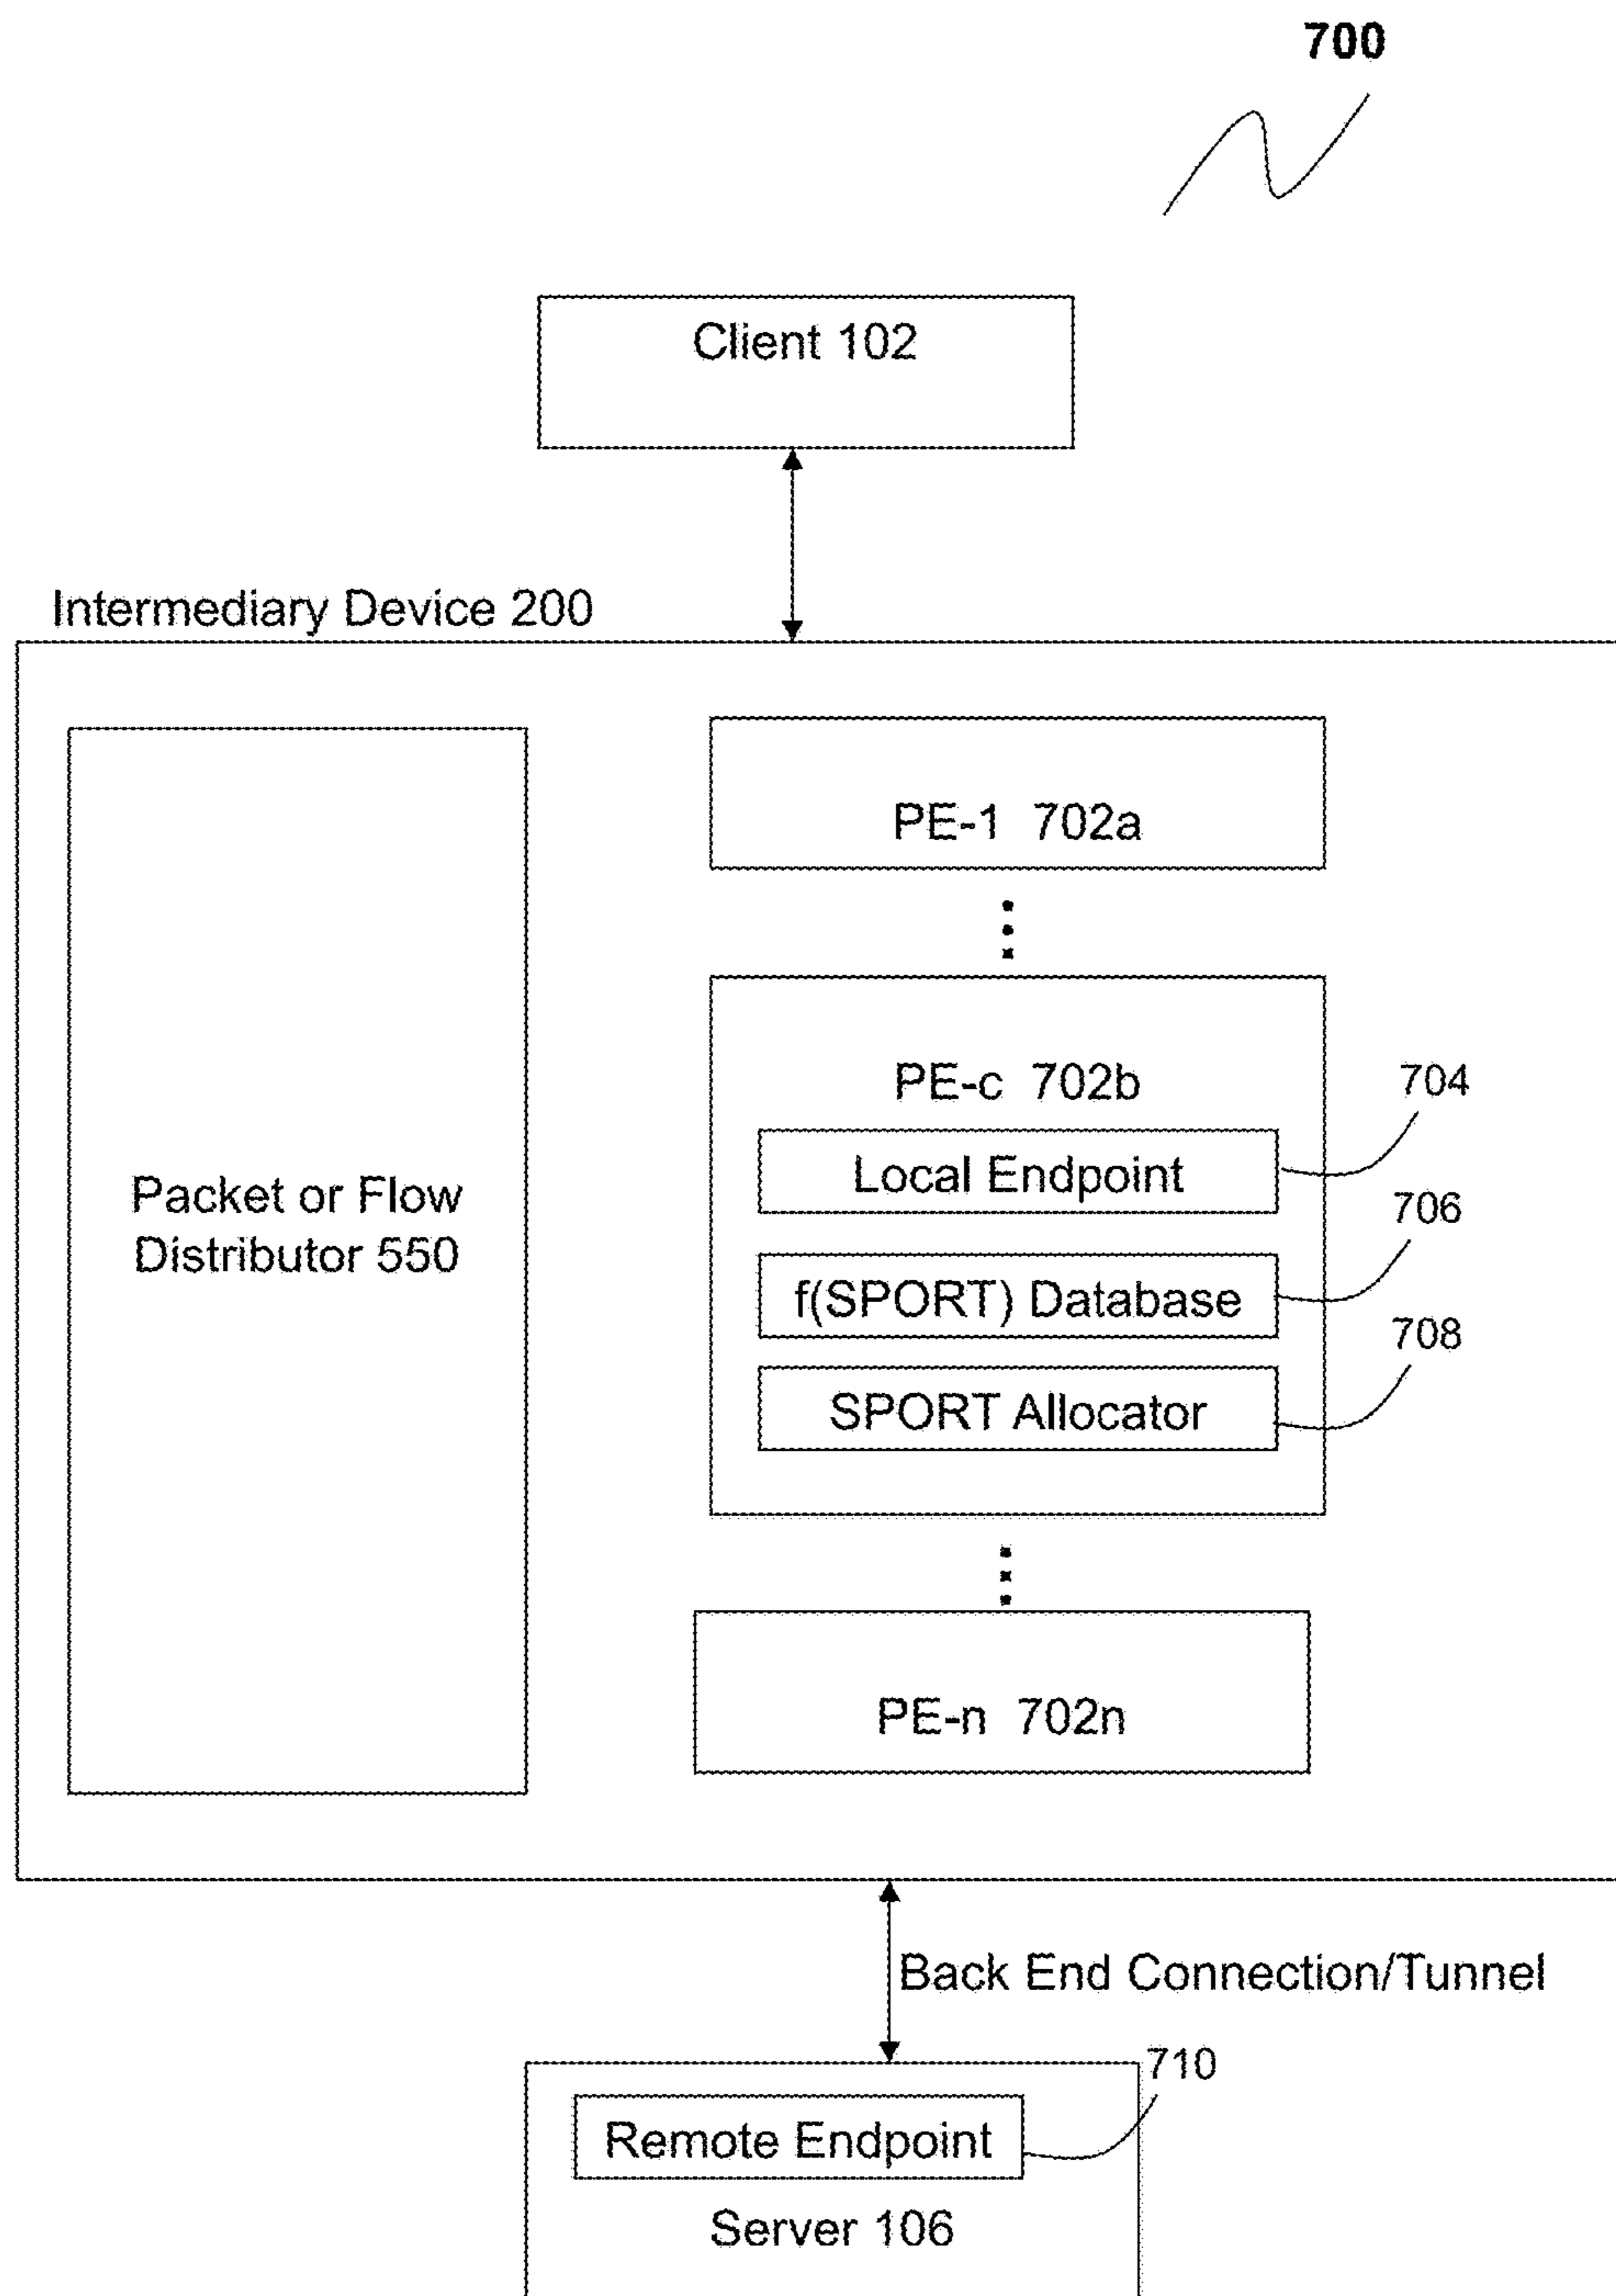 700
Client 102
Intermediary Device 200
PE-1 702a
PE-c 702b
704
Local Endpoint
Packet or Flow
Distributor 550
706
f(SPORT) Database
708
SPORT Allocator
PE-n 702n
Back End Connection/Tunnel
710
Remote Endpoint
Server 106